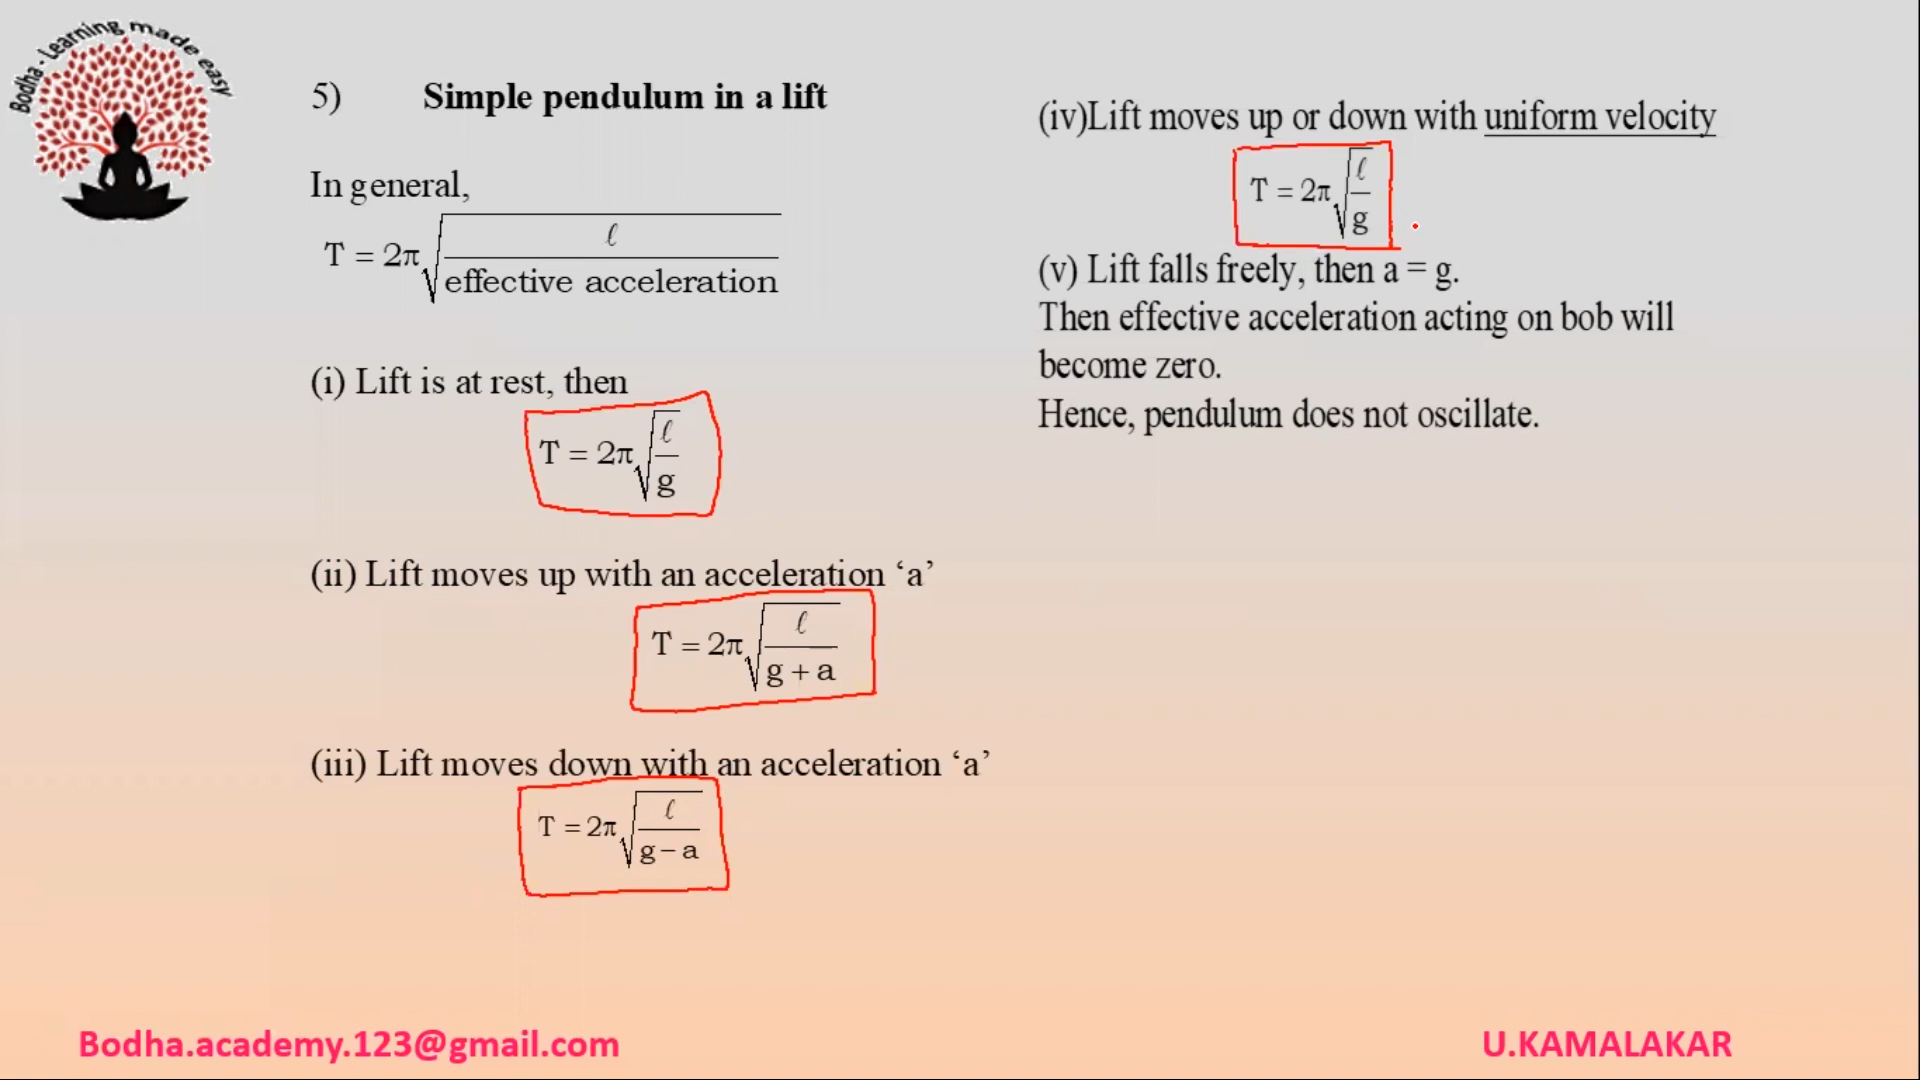 Bodha - Learning made easy
5) Simple pendulum in a lift
In general,
T = 2π√(ℓ / effective acceleration)
(i) Lift is at rest, then
T = 2π√(ℓ / g)
(ii) Lift moves up with an acceleration ‘a’
T = 2π√(ℓ / g + a)
(iii) Lift moves down with an acceleration ‘a’
T = 2π√(ℓ / g − a)
(iv)Lift moves up or down with uniform velocity
T = 2π√(ℓ / g)
(v) Lift falls freely, then a = g.
Then effective acceleration acting on bob will
become zero.
Hence, pendulum does not oscillate.
Bodha.academy.123@gmail.com
U.KAMALAKAR